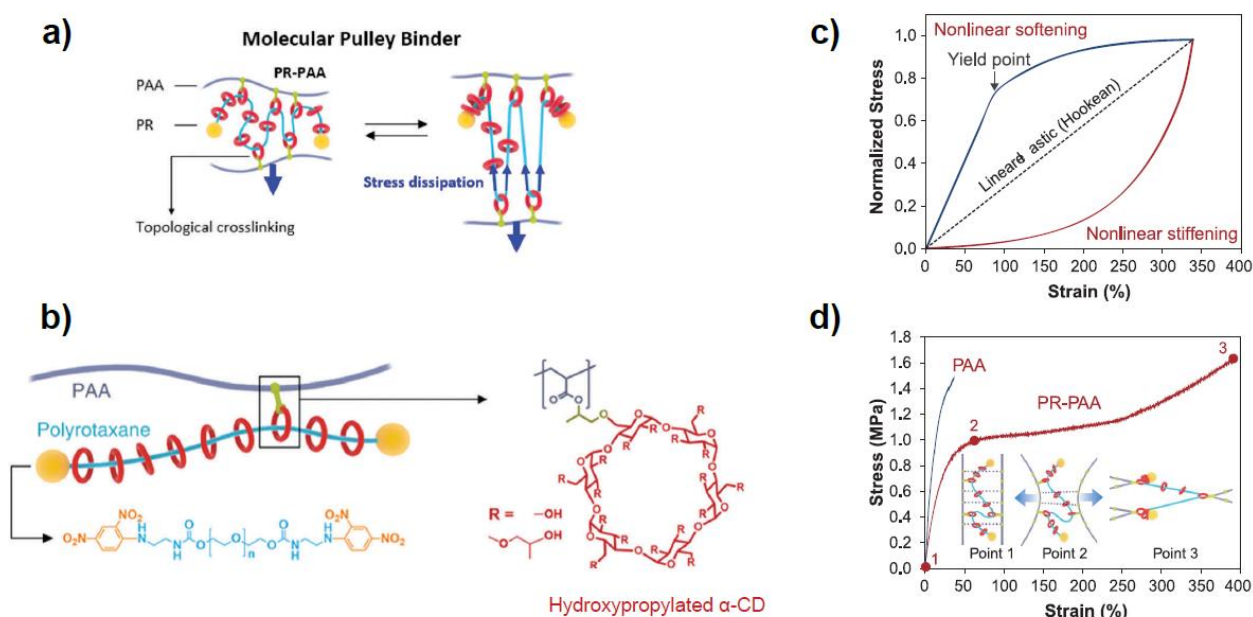 a)
Molecular Pulley Binder
PR-PAA
PAA
PR
Stress dissipation
Topological crosslinking
b)
PAA
Polyrotaxane
NO₂
O₂N
N
H
H
N
O
O
O
n
O
O
H
N
N
H
NO₂
NO₂
O
O
O
R
R = –OH
O
OH
Hydroxypropylated α-CD
c)
Nonlinear softening
Yield point
Linear elastic (Hookean)
Nonlinear stiffening
Normalized Stress
1.0
0.8
0.6
0.4
0.2
0.0
0 50 100 150 200 250 300 350 400
Strain (%)
d)
PAA
PR-PAA
1
2
3
Point 1 Point 2 Point 3
Stress (MPa)
1.8
1.6
1.4
1.2
1.0
0.8
0.6
0.4
0.2
0.0
0 50 100 150 200 250 300 350 400
Strain (%)